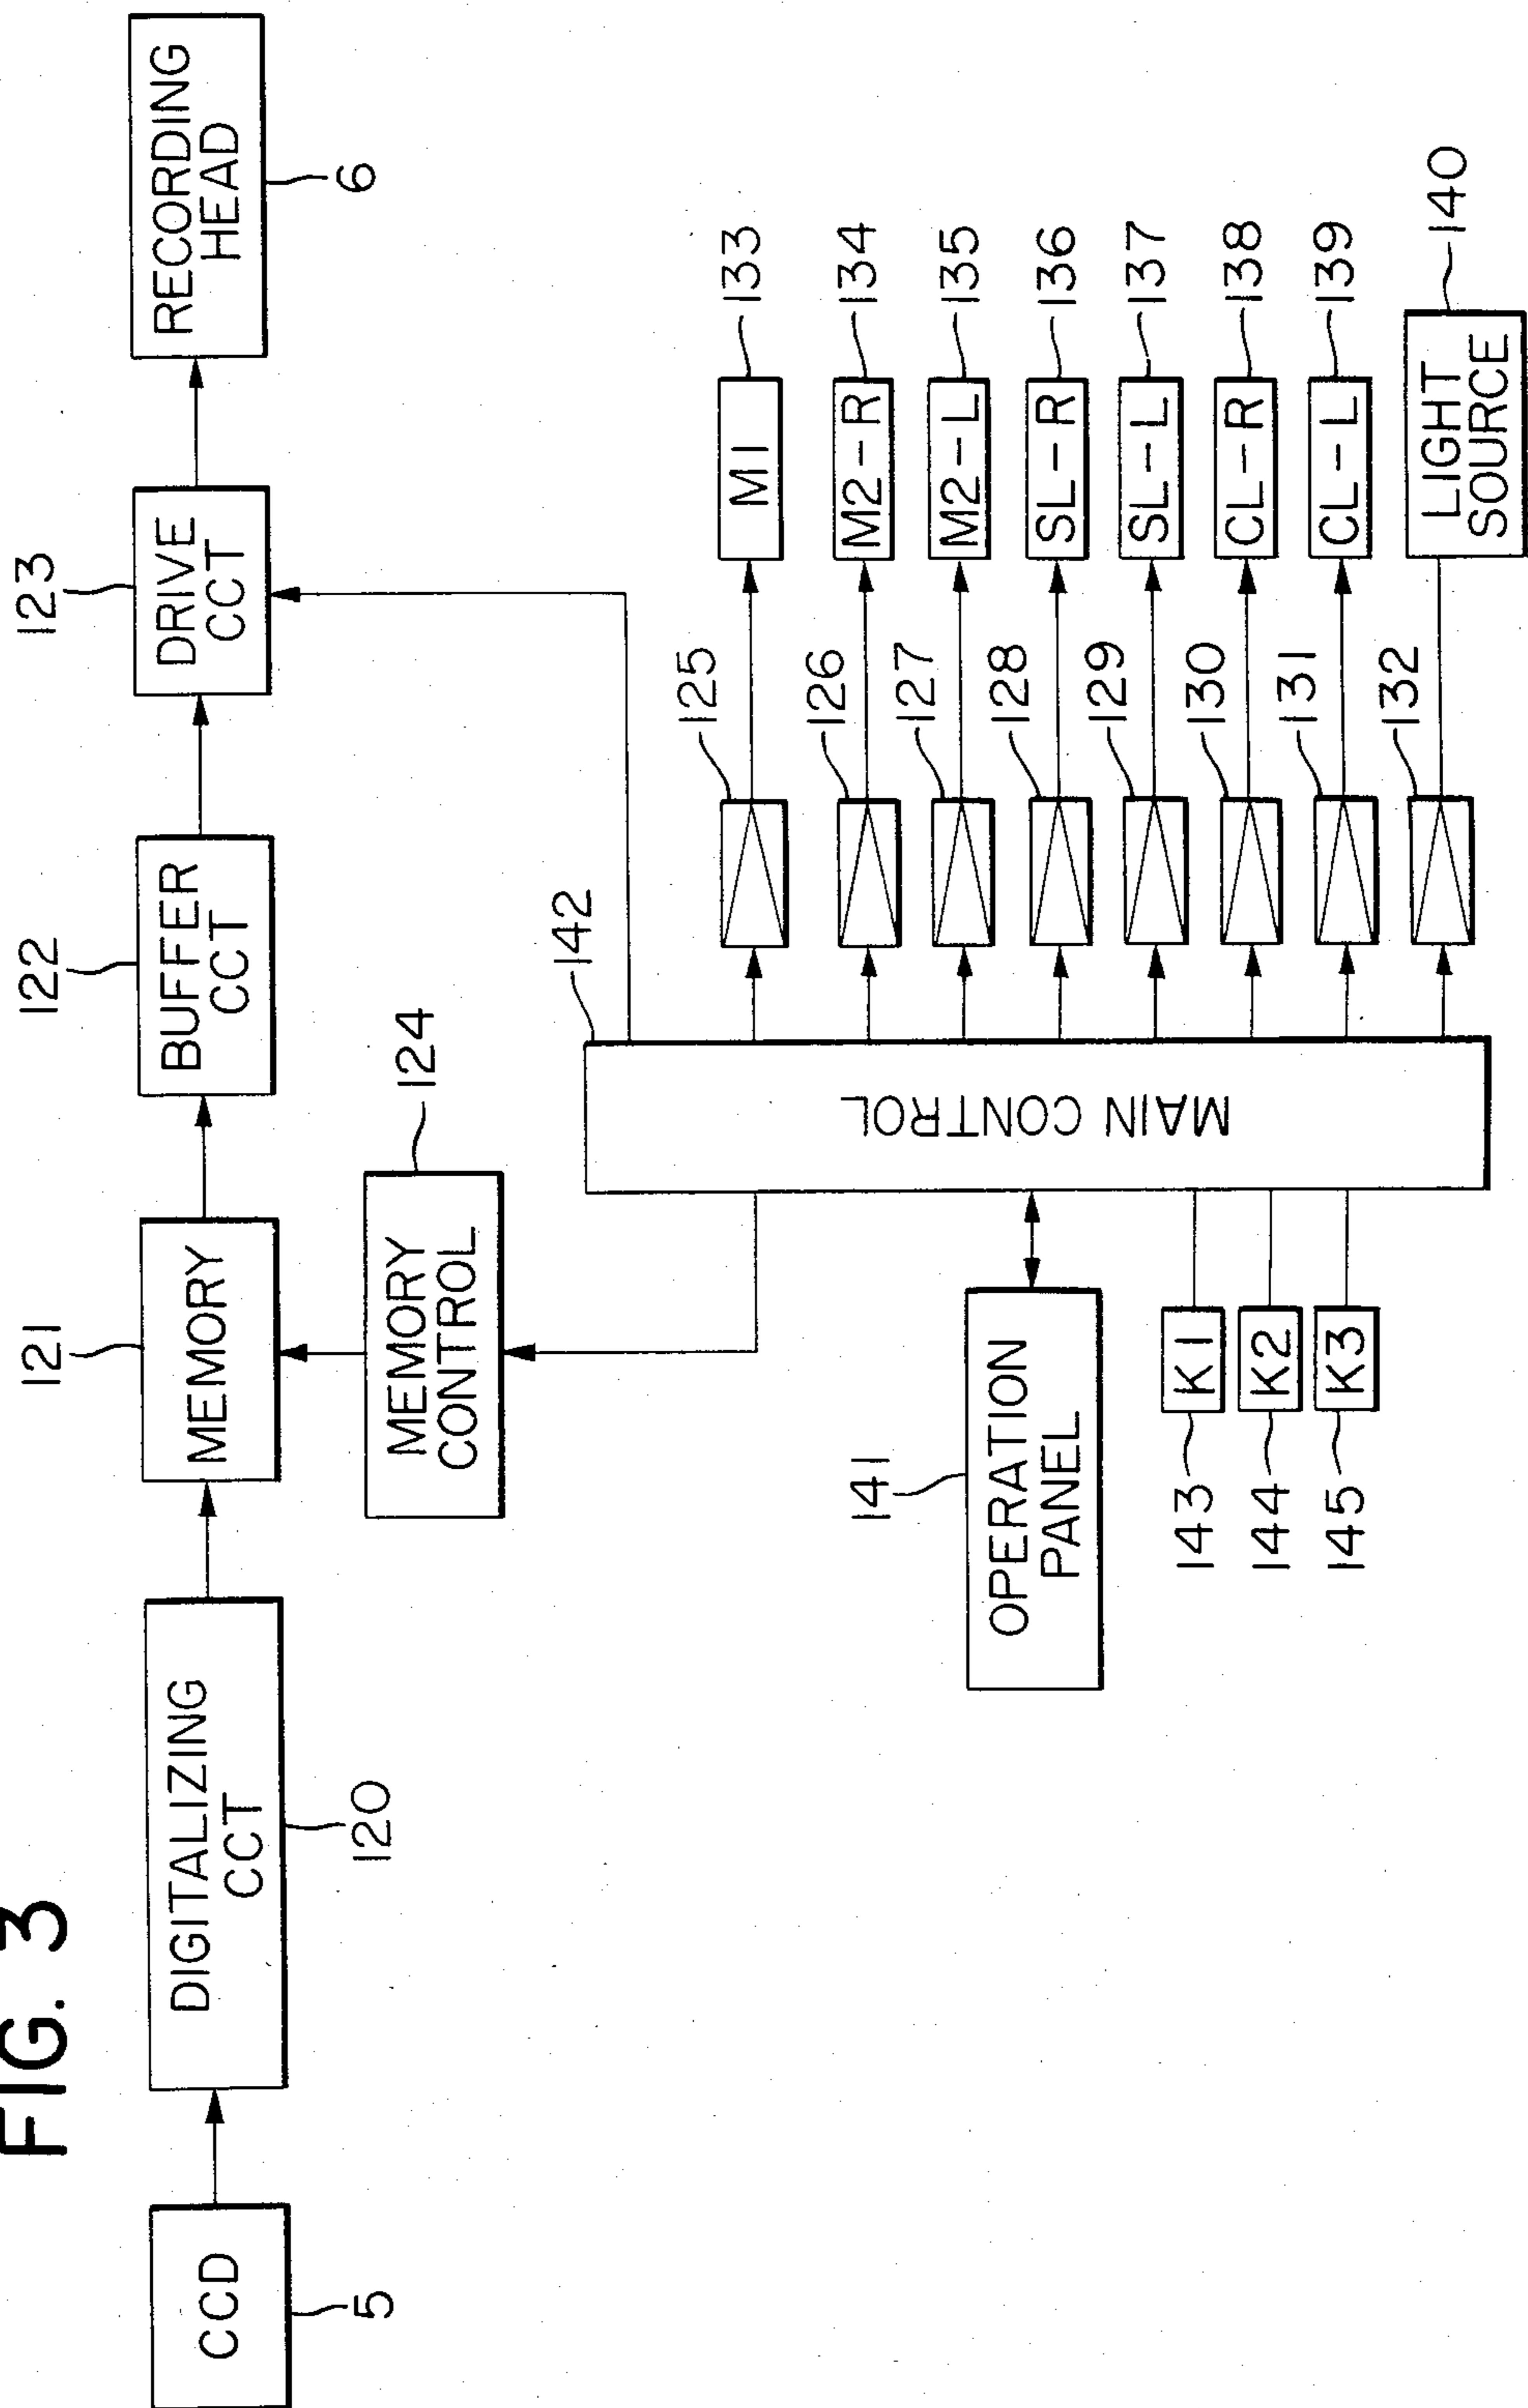 FIG. 3
123
122
121
CCD
DIGITALIZING
CCT
MEMORY
BUFFER
CCT
DRIVE
CCT
RECORDING
HEAD
5
120
6
MEMORY
CONTROL
124
142
MAIN CONTROL
141
OPERATION
PANEL
143
K1
144
K2
145
K3
125
M1
133
126
M2-R
134
127
M2-L
135
128
SL-R
136
129
SL-L
137
130
CL-R
138
131
CL-L
139
132
LIGHT
SOURCE
140